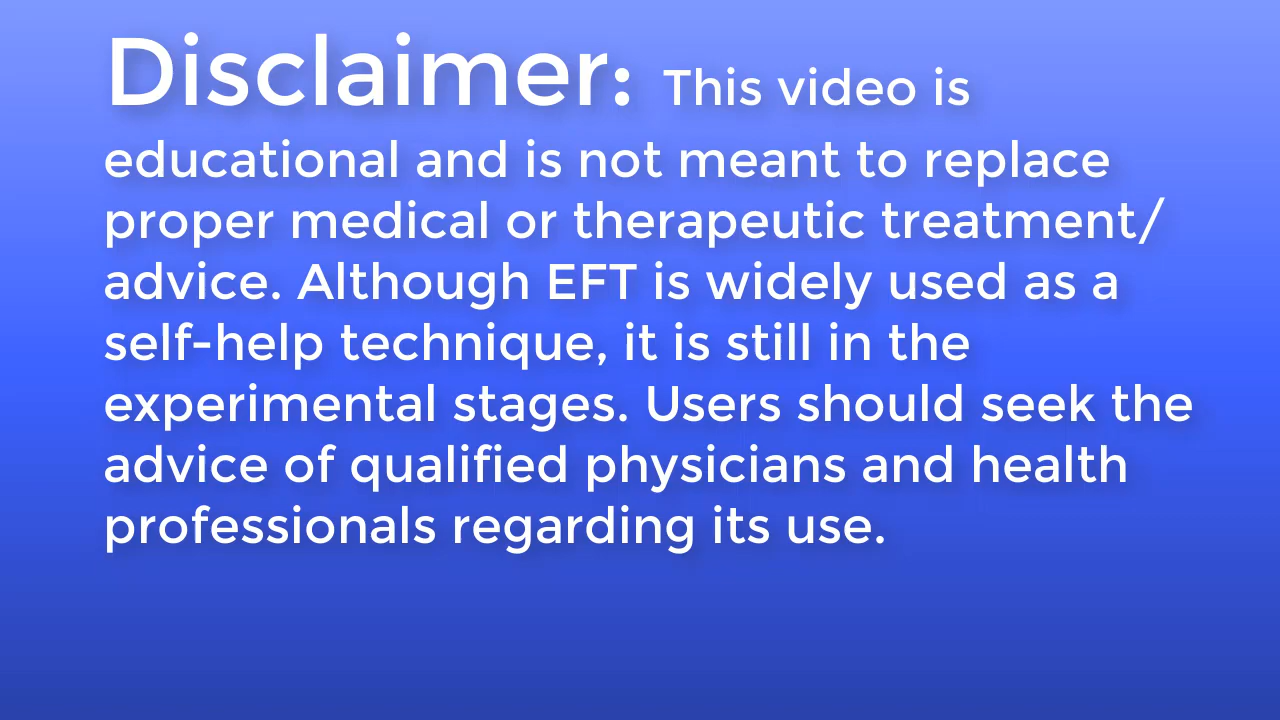 Disclaimer: This video is
educational and is not meant to replace
proper medical or therapeutic treatment/
advice. Although EFT is widely used as a
self-help technique, it is still in the
experimental stages. Users should seek the
advice of qualified physicians and health
professionals regarding its use.